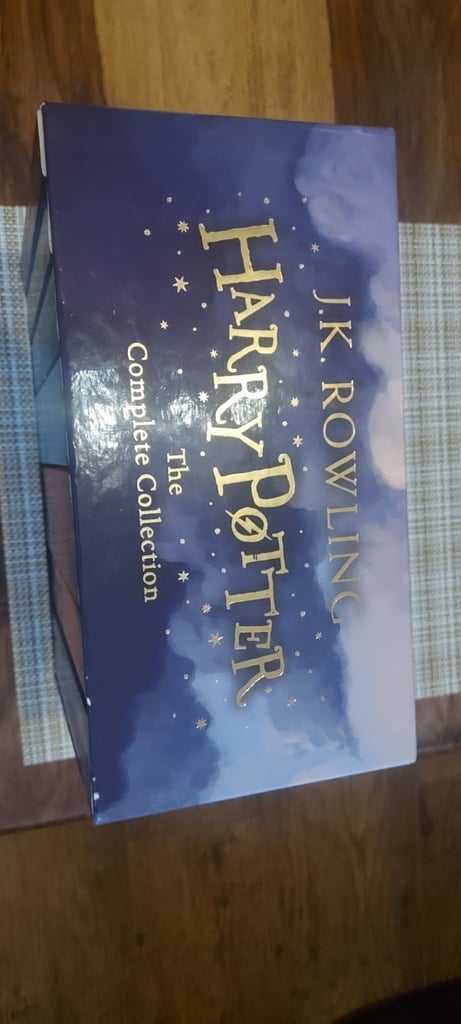 J.K. ROWLING
HARRY POTTER
The
Complete Collection